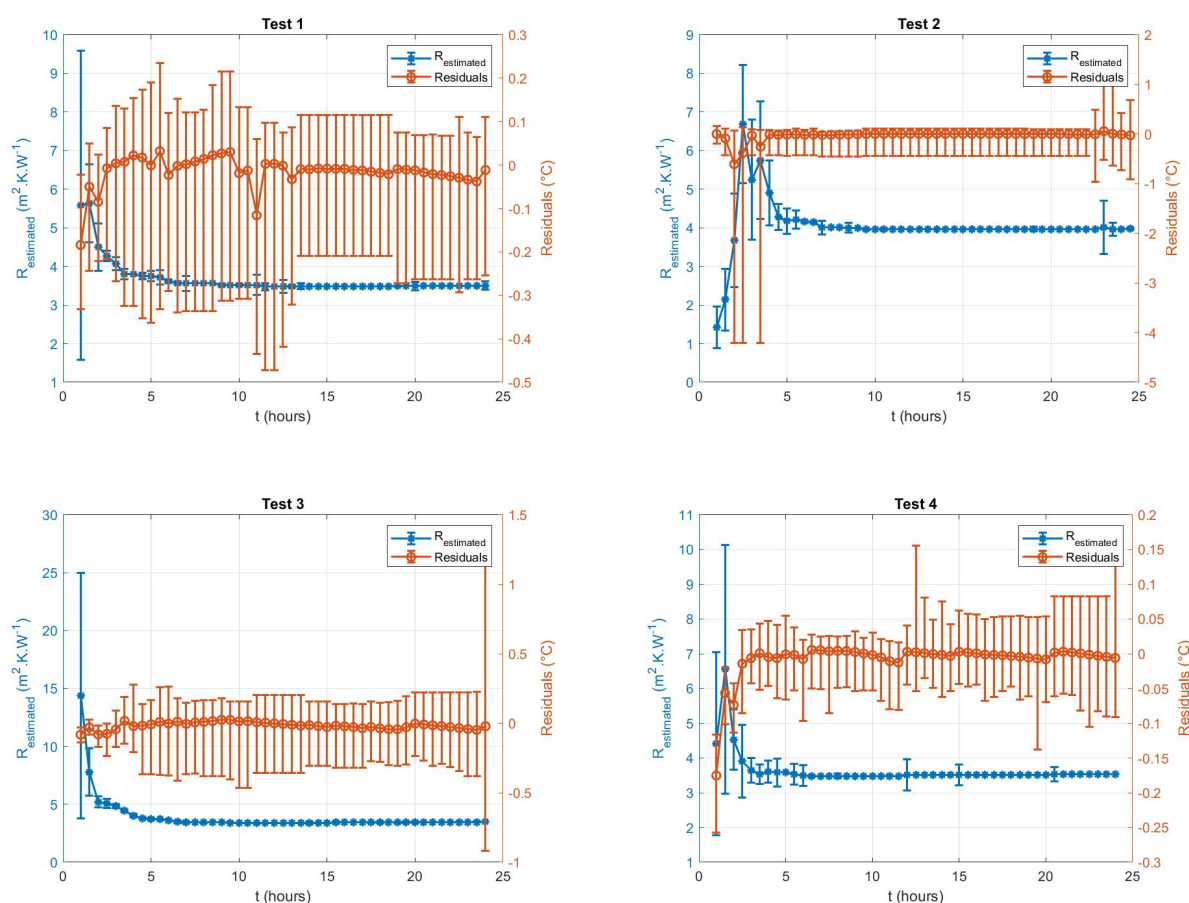 Test 1
10
9
8
7
6
5
4
3
2
1
R_estimated (m².K.W⁻¹)
0.3
0.2
0.1
0
-0.1
-0.2
-0.3
-0.4
-0.5
Residuals (°C)
R_estimated
Residuals
0 5 10 15 20 25
t (hours)
Test 2
9
8
7
6
5
4
3
2
1
0
R_estimated (m².K.W⁻¹)
2
1
0
-1
-2
-3
-4
-5
Residuals (°C)
R_estimated
Residuals
0 5 10 15 20 25
t (hours)
Test 3
30
25
20
15
10
5
0
R_estimated (m².K.W⁻¹)
1.5
1
0.5
0
-0.5
-1
Residuals (°C)
R_estimated
Residuals
0 5 10 15 20 25
t (hours)
Test 4
11
10
9
8
7
6
5
4
3
2
1
R_estimated (m².K.W⁻¹)
0.2
0.15
0.1
0.05
0
-0.05
-0.1
-0.15
-0.2
-0.25
-0.3
Residuals (°C)
R_estimated
Residuals
0 5 10 15 20 25
t (hours)